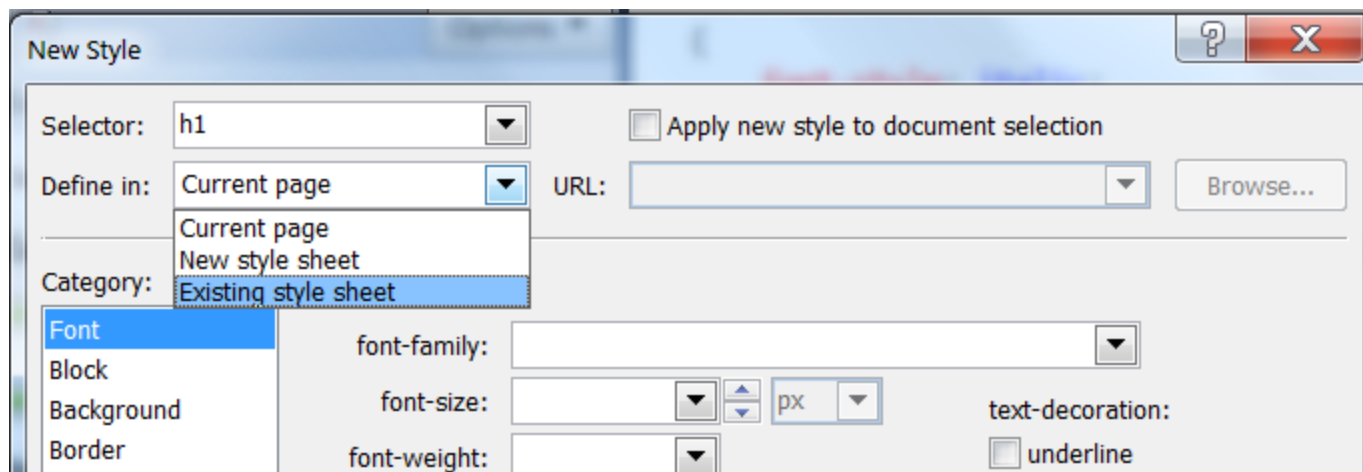 New Style
Selector: h1 Apply new style to document selection
Define in: Current page URL: Browse...
Current page
New style sheet
Existing style sheet
Category:
Font
Block
Background
Border
font-family:
font-size: px
font-weight:
text-decoration:
underline